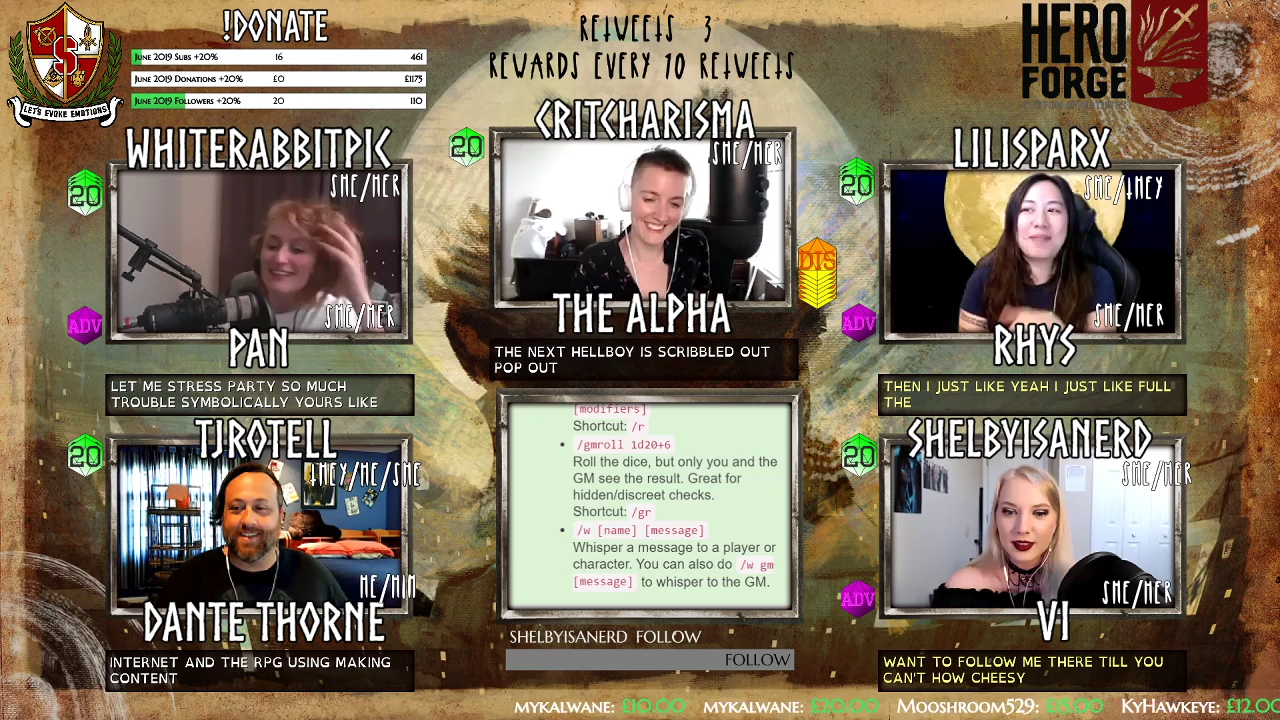 !DONATE
JUNE 2019 SUBS +20% 16 461
JUNE 2019 DONATIONS +20% £0 £1175
JUNE 2019 FOLLOWERS +20% 20 110
S
LET'S EVOKE EMOTIONS
RETWEETS 3
REWARDS EVERY 10 RETWEETS
HERO
FORGE
®
CUSTOM MINIATURES
WHITERABBITPIC
SHE/HER
20
ADV
SHE/HER
PAN
LET ME STRESS PARTY SO MUCH
TROUBLE SYMBOLICALLY YOURS LIKE
CRITCHARISMA
SHE/HER
20
DTS
THE ALPHA
THE NEXT HELLBOY IS SCRIBBLED OUT
POP OUT
LILISPARX
SHE/THEY
20
ADV
SHE/HER
RHYS
THEN I JUST LIKE YEAH I JUST LIKE FULL
THE
TJROTELL
THEY/HE/SHE
20
HE/HIM
DANTE THORNE
INTERNET AND THE RPG USING MAKING
CONTENT
[modifiers]
Shortcut: /r
• /gmroll 1d20+6
Roll the dice, but only you and the
GM see the result. Great for
hidden/discreet checks.
Shortcut: /gr
• /w [name] [message]
Whisper a message to a player or
character. You can also do /w gm
[message] to whisper to the GM.
SHELBYISANERD FOLLOW
FOLLOW
SHELBYISANERD
SHE/HER
20
ADV
SHE/HER
VI
WANT TO FOLLOW ME THERE TILL YOU
CAN'T HOW CHEESY
MYKALWANE: £10.00 MYKALWANE: £20.00 MOOSHROOM529: £15.00 KYHAWKEYE: £12.00